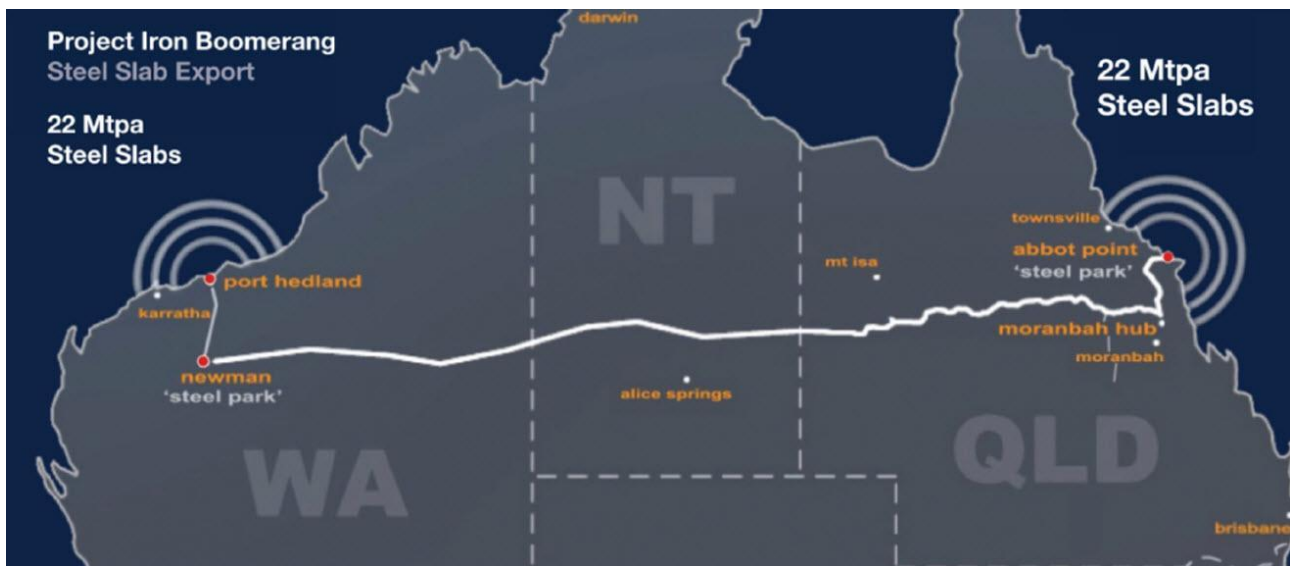 Project Iron Boomerang
Steel Slab Export
22 Mtpa
Steel Slabs
darwin
22 Mtpa
Steel Slabs
NT
townsville
abbot point
'steel park'
mt isa
port hedland
karratha
moranbah hub
moranbah
newman
'steel park'
alice springs
WA
QLD
brisbane